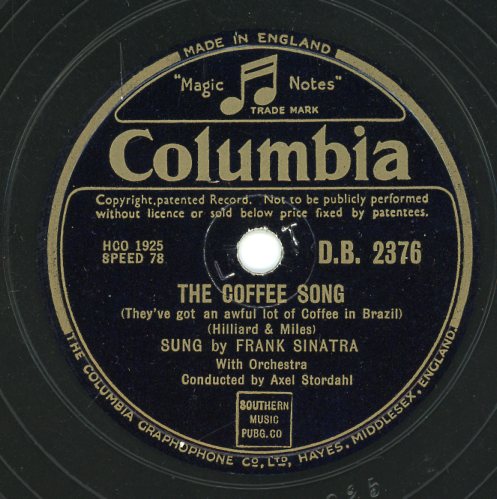 MADE IN ENGLAND
"Magic Notes"
TRADE MARK
Columbia
Copyright, patented Record. Not to be publicly performed
without licence or sold below price fixed by patentees.
HCO 1925
SPEED 78
D.B. 2376
THE COFFEE SONG
(They've got an awful lot of Coffee in Brazil)
(Hilliard & Miles)
SUNG by FRANK SINATRA
With Orchestra
Conducted by Axel Stordahl
SOUTHERN
MUSIC
PUBG.CO
THE COLUMBIA GRAPHOPHONE CO., LTD., HAYES, MIDDLESEX, ENGLAND.